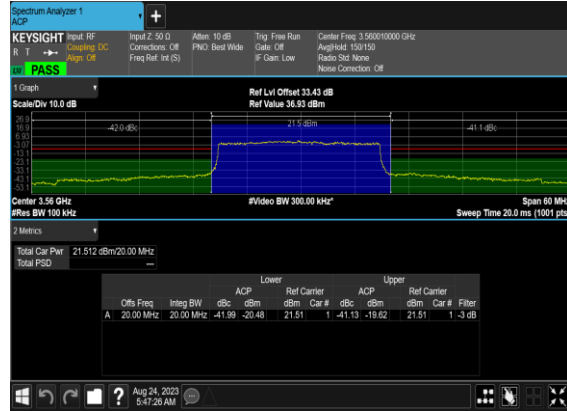 Spectrum Analyzer 1
ACP
+
KEYSIGHT
R T
LW PASS
Input: RF
Coupling: DC
Align: Off
Input Z: 50 Ω
Corrections: Off
Freq Ref: Int (S)
Atten: 10 dB
PNO: Best Wide
Trig: Free Run
Gate: Off
IF Gain: Low
Center Freq: 3.560010000 GHz
Avg|Hold: 150/150
Radio Std: None
Noise Correction: Off
1 Graph
Scale/Div 10.0 dB
Ref Lvl Offset 33.43 dB
Ref Value 36.93 dBm
26.9
16.9
6.93
-3.07
-13.1
-23.1
-33.1
-43.1
-53.1
-42.0 dBc
21.5 dBm
-41.1 dBc
Center 3.56 GHz
#Res BW 100 kHz
#Video BW 300.00 kHz*
Span 60 MHz
Sweep Time 20.0 ms (1001 pts)
2 Metrics
Total Car Pwr 21.512 dBm/20.00 MHz
Total PSD ---
Lower Upper
ACP Ref Carrier ACP Ref Carrier
Offs Freq Integ BW dBc dBm dBm Car # dBc dBm dBm Car # Filter
A 20.00 MHz 20.00 MHz -41.99 -20.48 21.51 1 -41.13 -19.62 21.51 1 -3 dB
?
Aug 24, 2023
5:47:26 AM